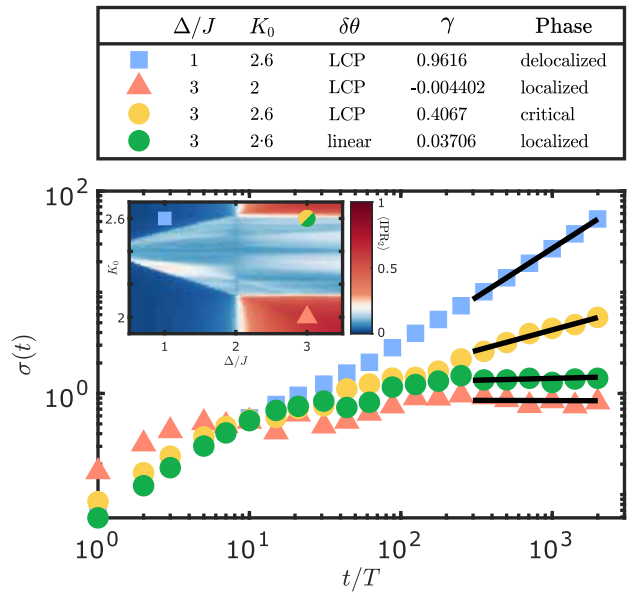 Δ/J K₀ δθ γ Phase
1 2.6 LCP 0.9616 delocalized
3 2 LCP -0.004402 localized
3 2.6 LCP 0.4067 critical
3 2·6 linear 0.03706 localized
10²
10⁰
σ(t)
2.6
2
K₀
1 2 3
Δ/J
1
0.5
0
⟨IPR₂⟩
10⁰ 10¹ 10² 10³
t/T